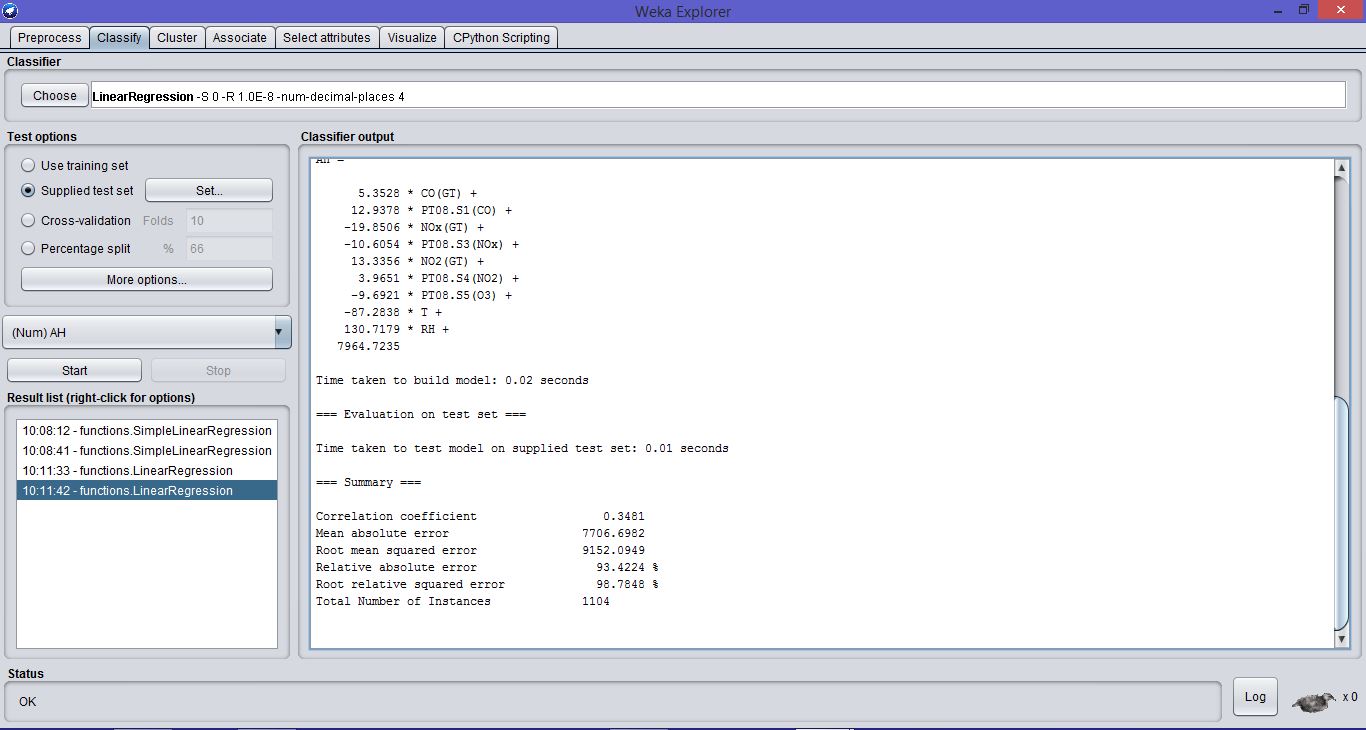 Weka Explorer
Preprocess Classify Cluster Associate Select attributes Visualize CPython Scripting
Classifier
Choose LinearRegression -S 0 -R 1.0E-8 -num-decimal-places 4
Test options
Use training set
Supplied test set Set...
Cross-validation Folds 10
Percentage split % 66
More options...
(Num) AH
Start Stop
Result list (right-click for options)
10:08:12 - functions.SimpleLinearRegression
10:08:41 - functions.SimpleLinearRegression
10:11:33 - functions.LinearRegression
10:11:42 - functions.LinearRegression
Classifier output
AH =
5.3528 * CO(GT) +
12.9378 * PT08.S1(CO) +
-19.8506 * NOx(GT) +
-10.6054 * PT08.S3(NOx) +
13.3356 * NO2(GT) +
3.9651 * PT08.S4(NO2) +
-9.6921 * PT08.S5(O3) +
-87.2838 * T +
130.7179 * RH +
7964.7235
Time taken to build model: 0.02 seconds
=== Evaluation on test set ===
Time taken to test model on supplied test set: 0.01 seconds
=== Summary ===
Correlation coefficient 0.3481
Mean absolute error 7706.6982
Root mean squared error 9152.0949
Relative absolute error 93.4224 %
Root relative squared error 98.7848 %
Total Number of Instances 1104
Status
OK
Log x 0